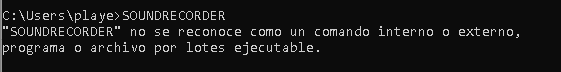 C:\Users\playe>SOUNDRECORDER
"SOUNDRECORDER" no se reconoce como un comando interno o externo,
programa o archivo por lotes ejecutable.